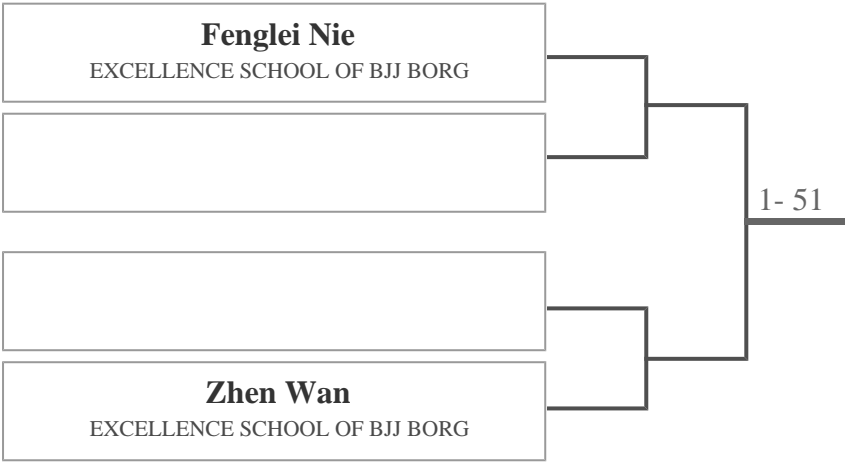 Fenglei Nie
EXCELLENCE SCHOOL OF BJJ BORG
1- 51
Zhen Wan
EXCELLENCE SCHOOL OF BJJ BORG